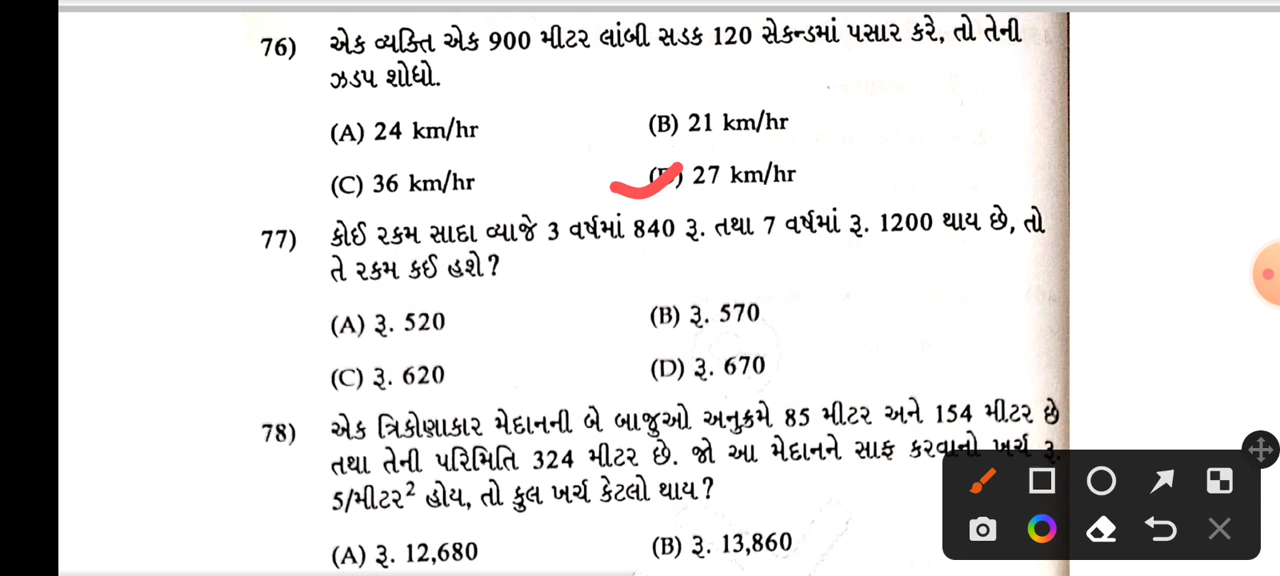 76) એક વ્યક્તિ એક 900 મીટર લાંબી સડક 120 સેકન્ડમાં પસાર કરે, તો તેની
ઝડપ શોધો.
(A) 24 km/hr (B) 21 km/hr
(C) 36 km/hr (D) 27 km/hr
77) કોઈ રકમ સાદા વ્યાજે 3 વર્ષમાં 840 રૂ. તથા 7 વર્ષમાં રૂ. 1200 થાય છે, તો
તે રકમ કઈ હશે?
(A) રૂ. 520 (B) રૂ. 570
(C) રૂ. 620 (D) રૂ. 670
78) એક ત્રિકોણાકાર મેદાનની બે બાજુઓ અનુક્રમે 85 મીટર અને 154 મીટર છે
તથા તેની પરિમિતિ 324 મીટર છે. જો આ મેદાનને સાફ કરવાનો ખર્ચ રૂ.
5/મીટર² હોય, તો કુલ ખર્ચ કેટલો થાય?
(A) રૂ. 12,680 (B) રૂ. 13,860